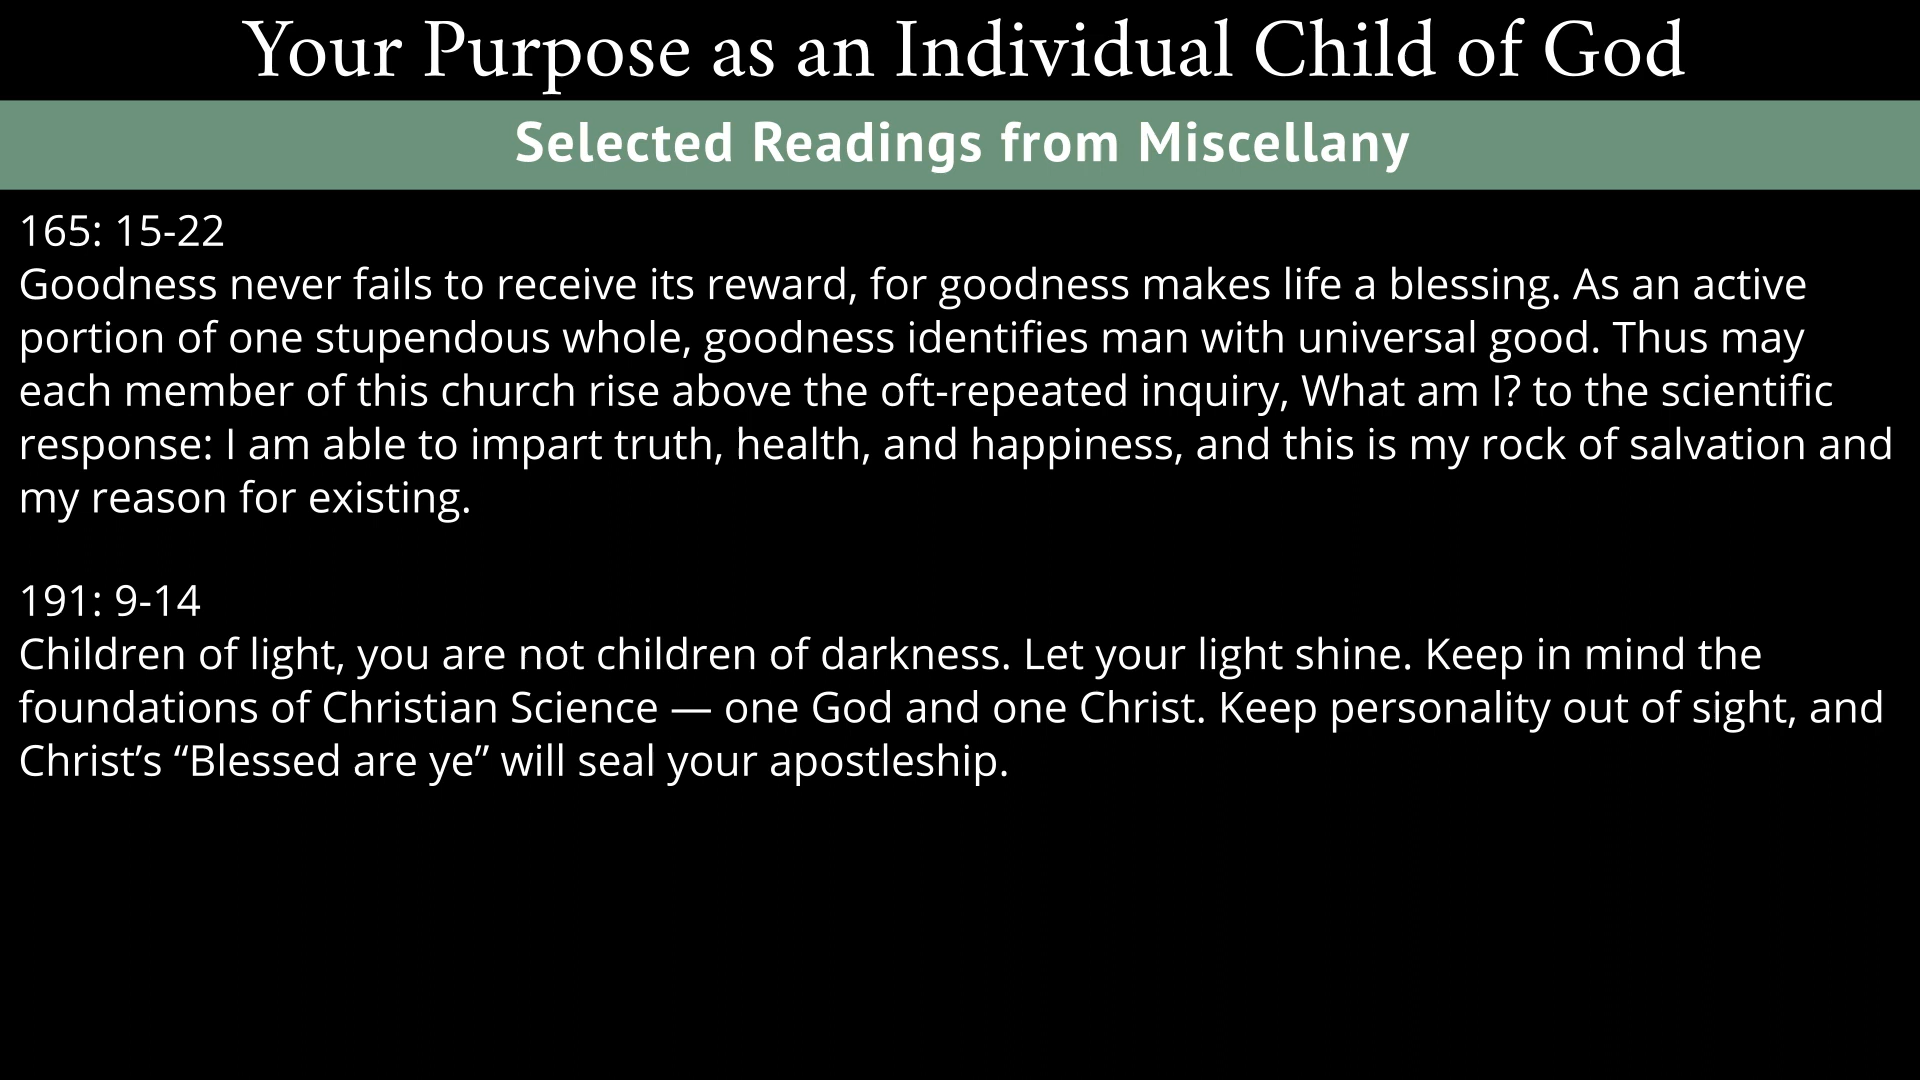 Your Purpose as an Individual Child of God
Selected Readings from Miscellany
165: 15-22
Goodness never fails to receive its reward, for goodness makes life a blessing. As an active
portion of one stupendous whole, goodness identifies man with universal good. Thus may
each member of this church rise above the oft-repeated inquiry, What am I? to the scientific
response: I am able to impart truth, health, and happiness, and this is my rock of salvation and
my reason for existing.
191: 9-14
Children of light, you are not children of darkness. Let your light shine. Keep in mind the
foundations of Christian Science — one God and one Christ. Keep personality out of sight, and
Christ’s “Blessed are ye” will seal your apostleship.